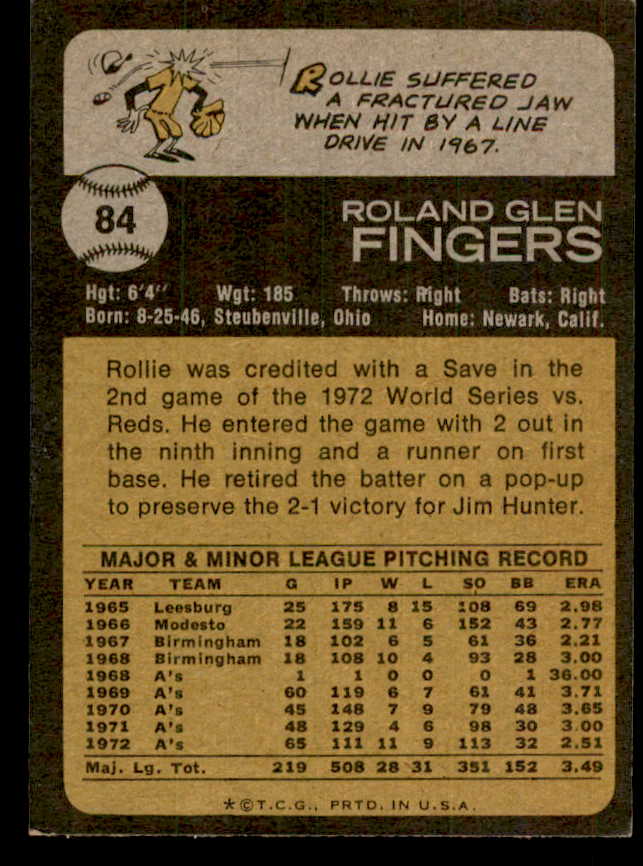 ROLLIE SUFFERED
A FRACTURED JAW
WHEN HIT BY A LINE
DRIVE IN 1967.
84
ROLAND GLEN
FINGERS
Hgt: 6'4" Wgt: 185 Throws: Right Bats: Right
Born: 8-25-46, Steubenville, Ohio Home: Newark, Calif.
Rollie was credited with a Save in the
2nd game of the 1972 World Series vs.
Reds. He entered the game with 2 out in
the ninth inning and a runner on first
base. He retired the batter on a pop-up
to preserve the 2-1 victory for Jim Hunter.
MAJOR & MINOR LEAGUE PITCHING RECORD
YEAR TEAM G IP W L SO BB ERA
1965 Leesburg 25 175 8 15 108 69 2.98
1966 Modesto 22 159 11 6 152 43 2.77
1967 Birmingham 18 102 6 5 61 36 2.21
1968 Birmingham 18 108 10 4 93 28 3.00
1968 A's 1 1 0 0 0 1 36.00
1969 A's 60 119 6 7 61 41 3.71
1970 A's 45 148 7 9 79 48 3.65
1971 A's 48 129 4 6 98 30 3.00
1972 A's 65 111 11 9 113 32 2.51
Maj. Lg. Tot. 219 508 28 31 351 152 3.49
*©T.C.G., PRTD. IN U.S.A.